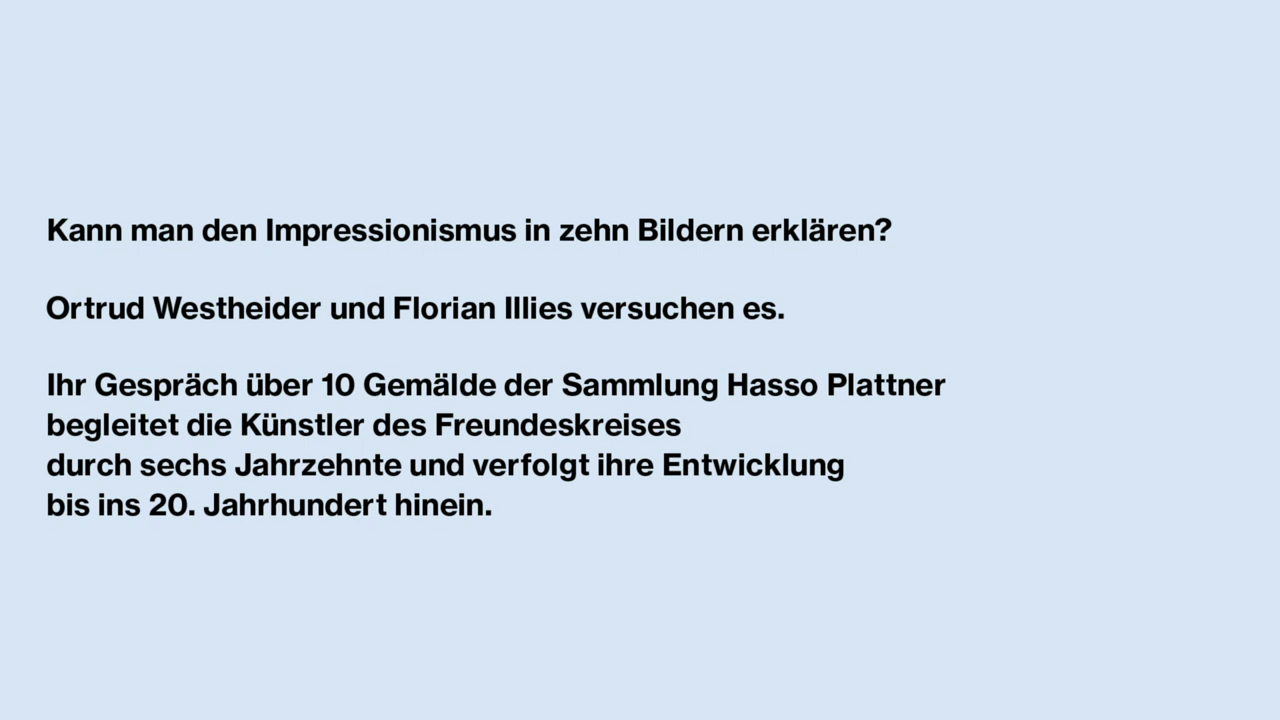 Kann man den Impressionismus in zehn Bildern erklären?
Ortrud Westheider und Florian Illies versuchen es.
Ihr Gespräch über 10 Gemälde der Sammlung Hasso Plattner
begleitet die Künstler des Freundeskreises
durch sechs Jahrzehnte und verfolgt ihre Entwicklung
bis ins 20. Jahrhundert hinein.